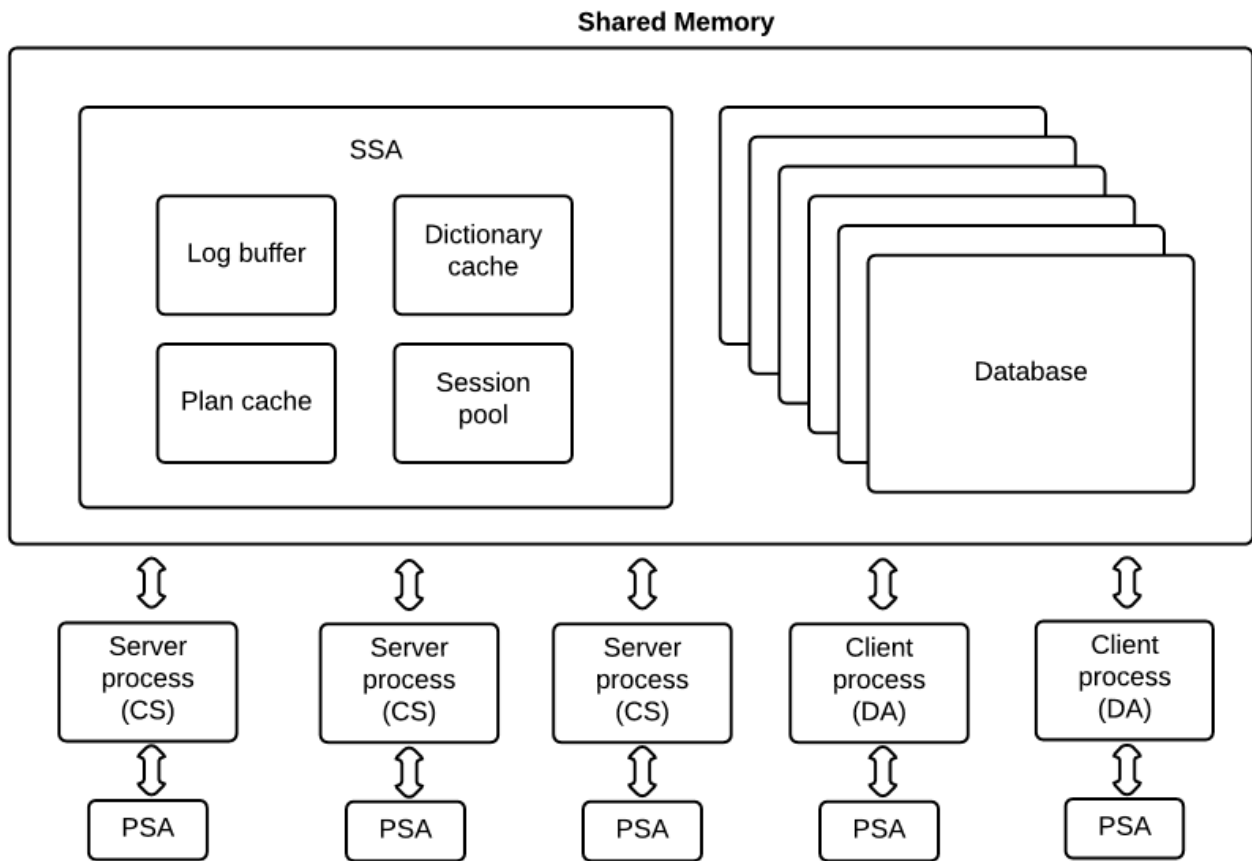 Shared Memory
SSA
Log buffer
Dictionary
cache
Plan cache
Session
pool
Database
Server
process
(CS)
Server
process
(CS)
Server
process
(CS)
Client
process
(DA)
Client
process
(DA)
PSA
PSA
PSA
PSA
PSA